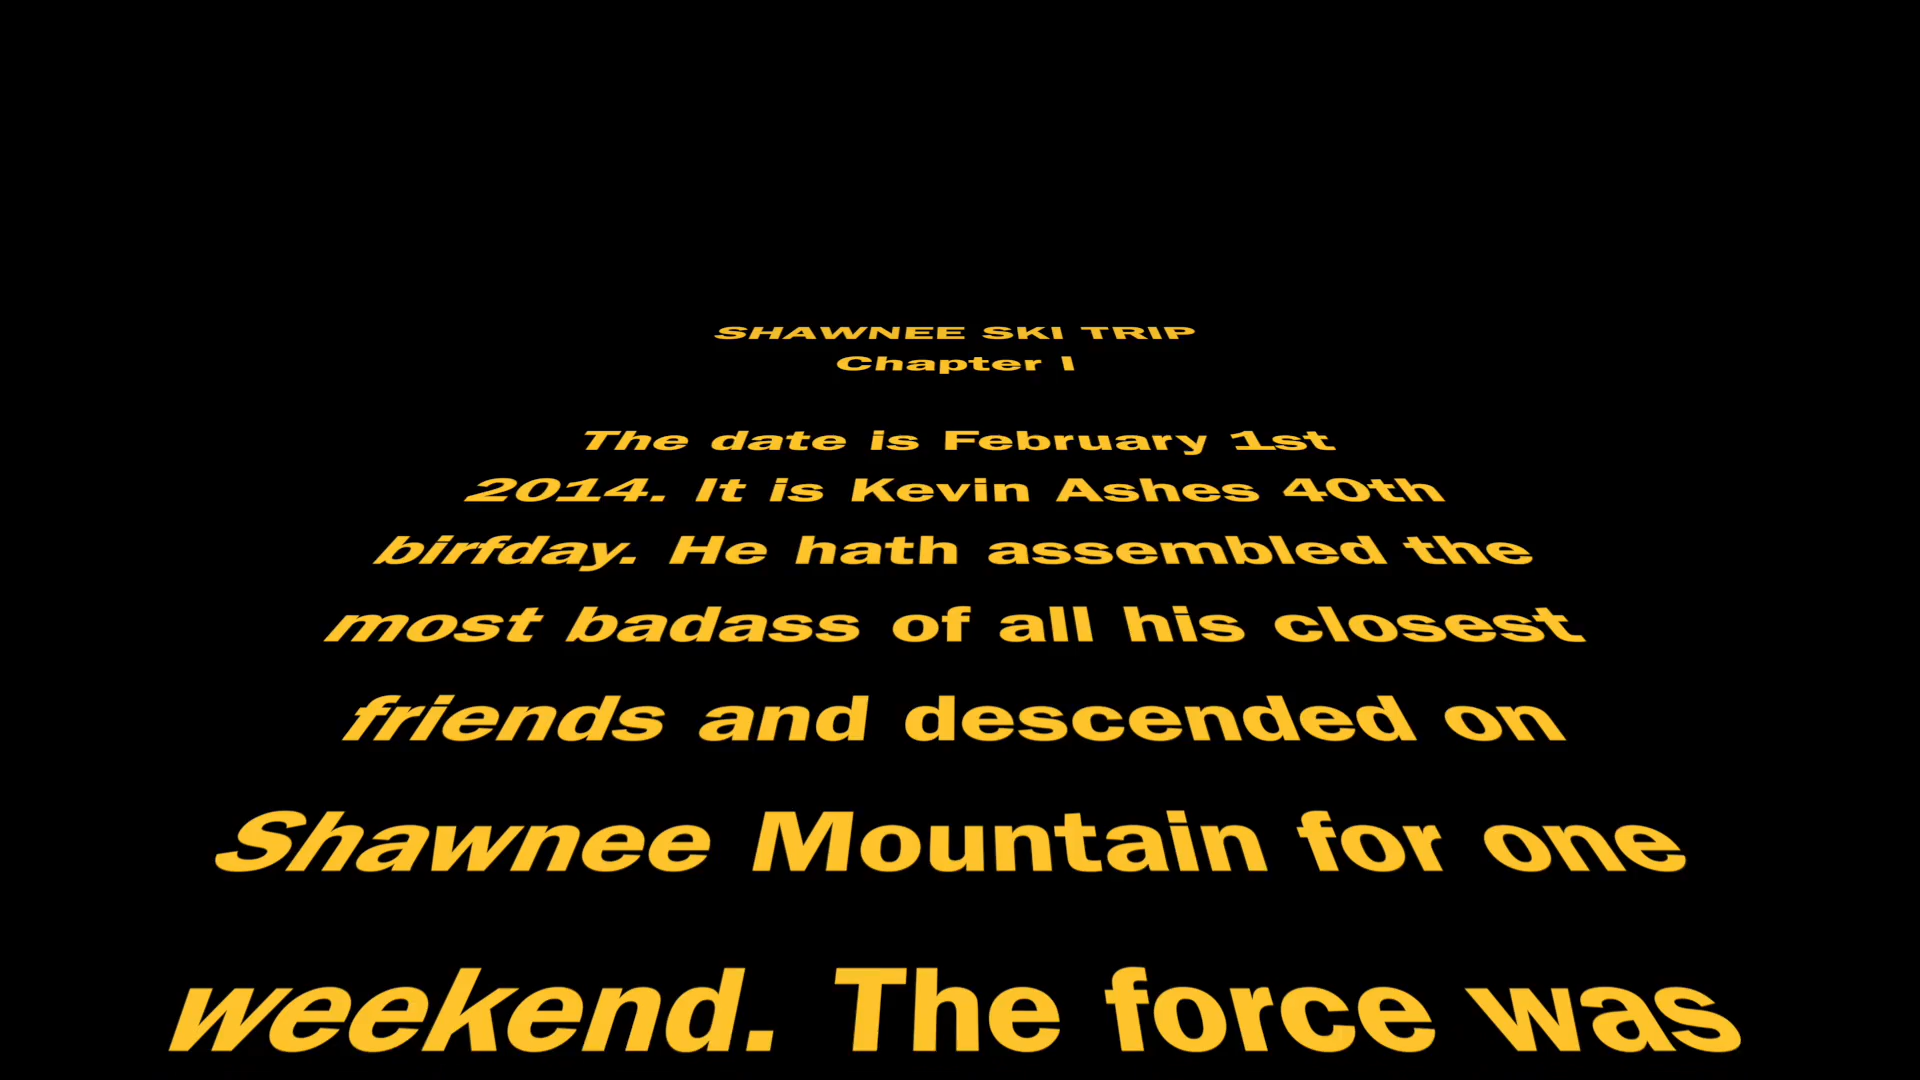 SHAWNEE SKI TRIP
Chapter I
The date is February 1st
2014. It is Kevin Ashes 40th
birfday. He hath assembled the
most badass of all his closest
friends and descended on
Shawnee Mountain for one
weekend. The force was